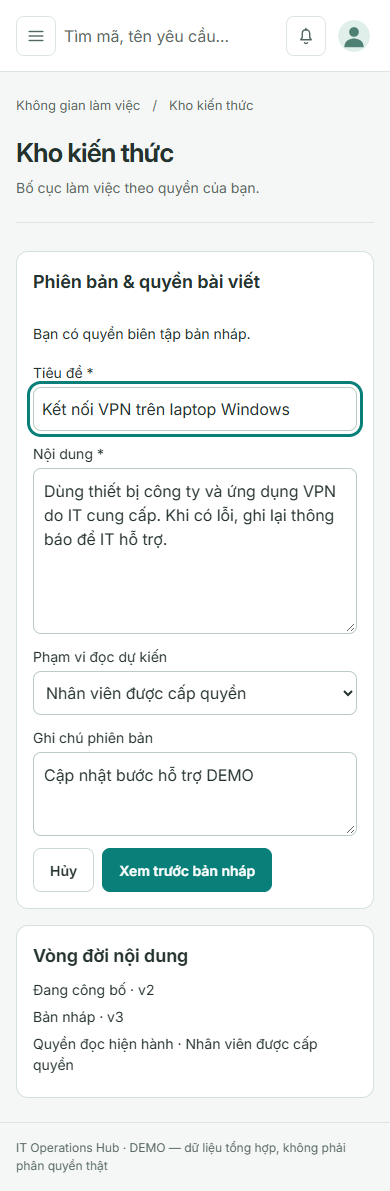 Tìm mã, tên yêu cầu...
Không gian làm việc / Kho kiến thức
Kho kiến thức
Bố cục làm việc theo quyền của bạn.
Phiên bản & quyền bài viết
Bạn có quyền biên tập bản nháp.
Tiêu đề *
Kết nối VPN trên laptop Windows
Nội dung *
Dùng thiết bị công ty và ứng dụng VPN
do IT cung cấp. Khi có lỗi, ghi lại thông
báo để IT hỗ trợ.
Phạm vi đọc dự kiến
Nhân viên được cấp quyền
Ghi chú phiên bản
Cập nhật bước hỗ trợ DEMO
Hủy
Xem trước bản nháp
Vòng đời nội dung
Đang công bố · v2
Bản nháp · v3
Quyền đọc hiện hành · Nhân viên được cấp
quyền
IT Operations Hub · DEMO — dữ liệu tổng hợp, không phải
phân quyền thật